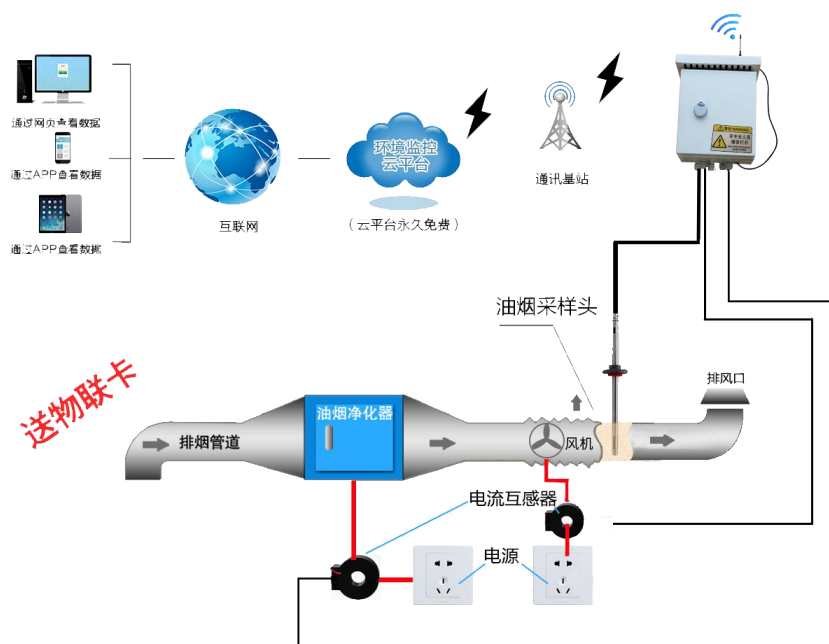 通过网页查看数据
通过APP查看数据
通过APP查看数据
互联网
环境监控
云平台
(云平台永久免费)
通讯基站
油烟采样头
排风口
送物联卡
排烟管道
油烟净化器
风机
电流互感器
电源